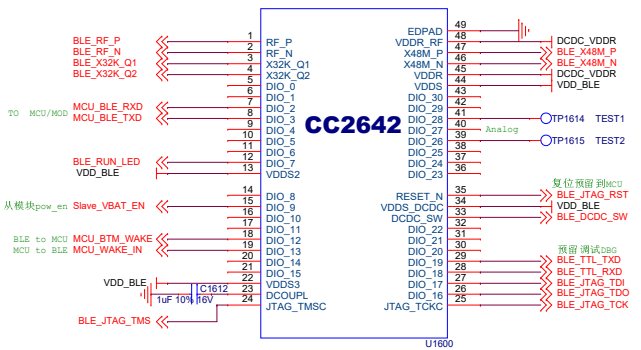 EDPAD 49
BLE_RF_P 1 RF_P VDDR_RF 48 DCDC_VDDR
BLE_RF_N 2 RF_N X48M_P 47 BLE_X48M_P
BLE_X32K_Q1 3 X32K_Q1 X48M_N 46 BLE_X48M_N
BLE_X32K_Q2 4 X32K_Q2 VDDR 45 DCDC_VDDR
5 DIO_0 VDDS 44 VDD_BLE
6 DIO_1 DIO_30 43
TO MCU/MOD MCU_BLE_RXD 7 DIO_2 DIO_29 42
MCU_BLE_TXD 8 DIO_3 DIO_28 41 TP1614 TEST1
CC2642
9 DIO_4 DIO_27 40 Analog
10 DIO_5 DIO_26 39 TP1615 TEST2
11 DIO_6 DIO_25 38
BLE_RUN_LED 12 DIO_7 DIO_24 37
VDD_BLE 13 VDDS2 DIO_23 36
复位预留到MCU
14 DIO_8 RESET_N 35 BLE_JTAG_RST
从模块pow_en Slave_VBAT_EN 15 DIO_9 VDDS_DCDC 34 VDD_BLE
16 DIO_10 DCDC_SW 33 BLE_DCDC_SW
17 DIO_11 DIO_22 32
BLE to MCU MCU_BTM_WAKE 18 DIO_12 DIO_21 31
MCU to BLE MCU_WAKE_IN 19 DIO_13 DIO_20 30 预留调试DBG
20 DIO_14 DIO_19 29 BLE_TTL_TXD
21 DIO_15 DIO_18 28 BLE_TTL_RXD
VDD_BLE 22 VDDS3 DIO_17 27 BLE_JTAG_TDI
C1612 23 DCOUPL DIO_16 26 BLE_JTAG_TDO
1uF 10% 16V 24 JTAG_TMSC JTAG_TCKC 25 BLE_JTAG_TCK
BLE_JTAG_TMS
U1600